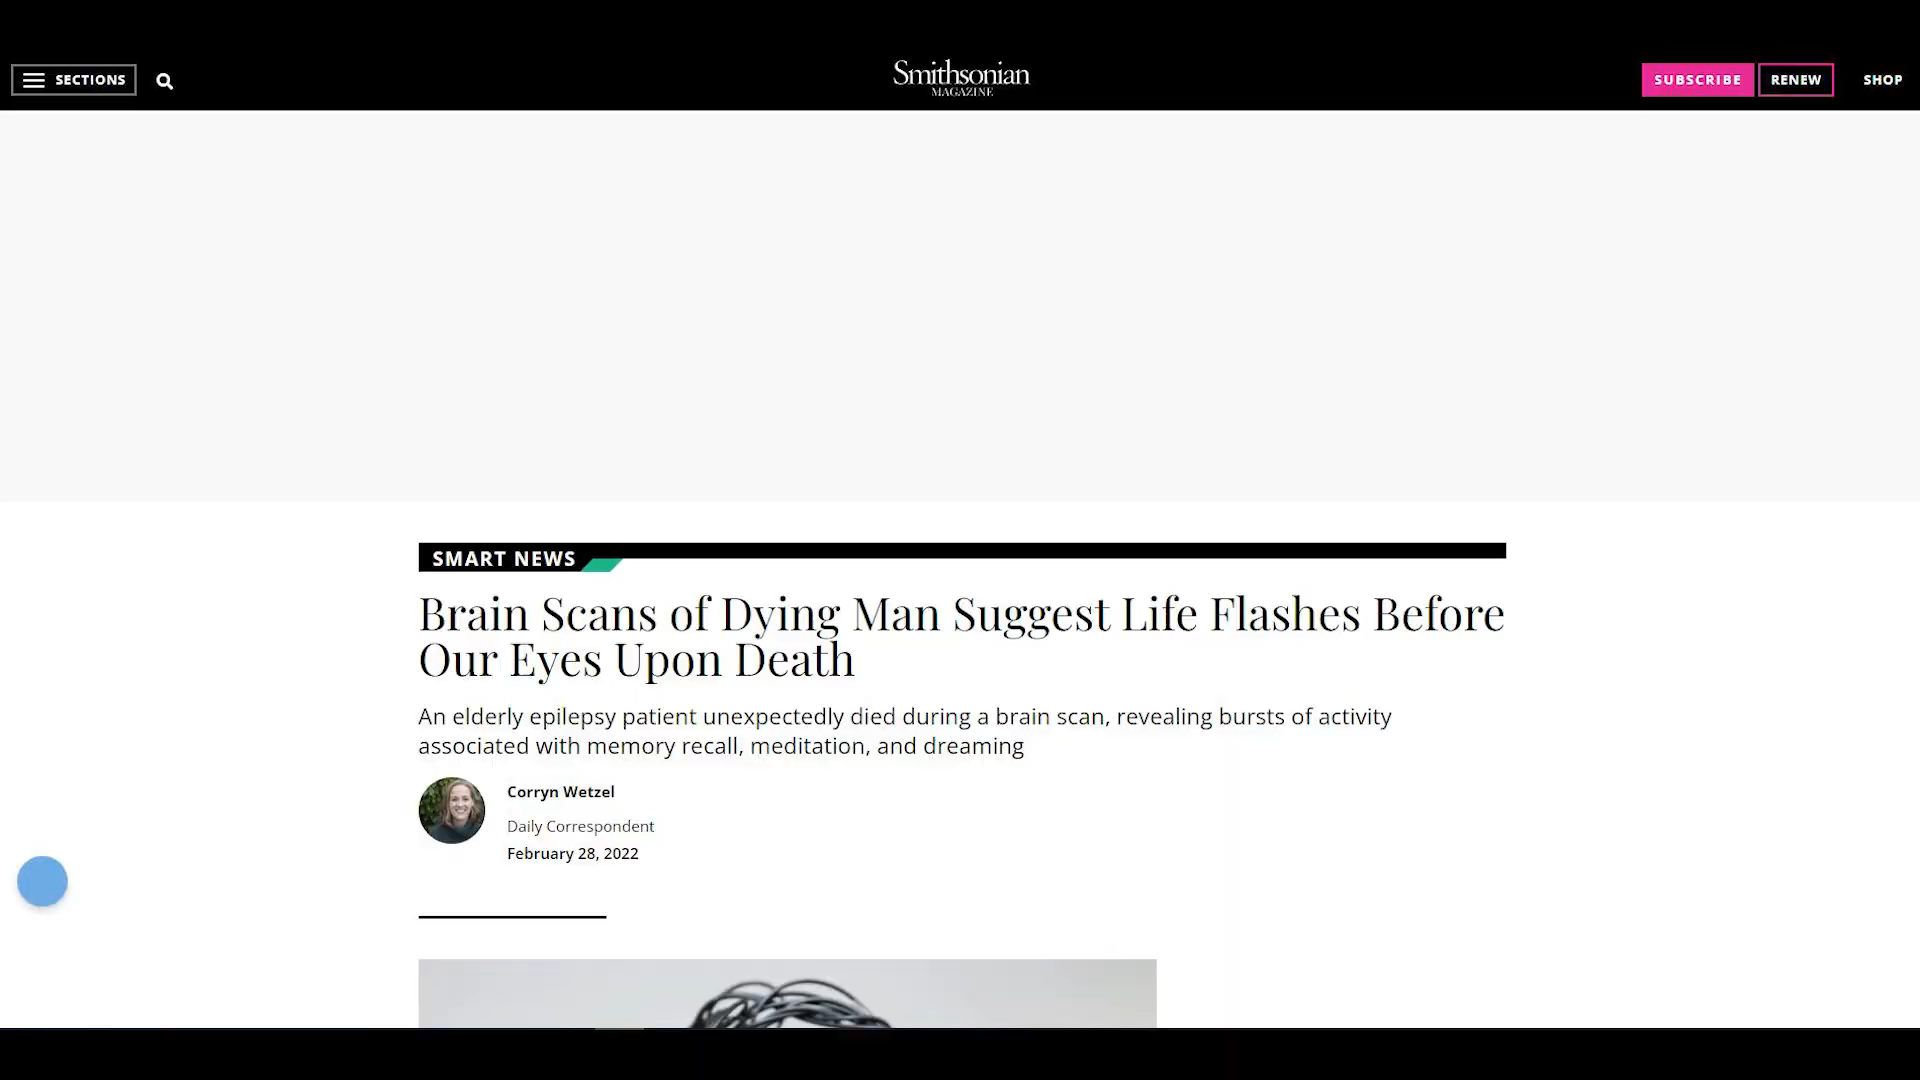 SECTIONS
Smithsonian
MAGAZINE
SUBSCRIBE
RENEW
SHOP
SMART NEWS
Brain Scans of Dying Man Suggest Life Flashes Before
Our Eyes Upon Death
An elderly epilepsy patient unexpectedly died during a brain scan, revealing bursts of activity
associated with memory recall, meditation, and dreaming
Corryn Wetzel
Daily Correspondent
February 28, 2022